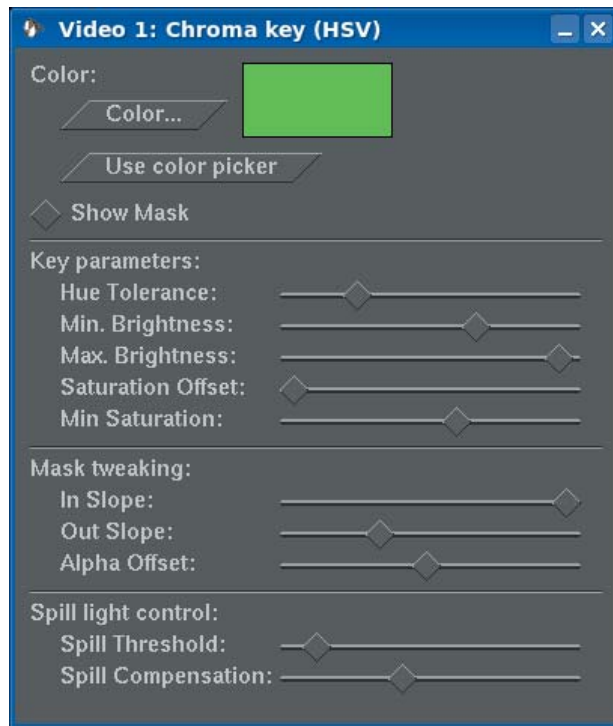 Video 1: Chroma key (HSV)
Color:
Color...
Use color picker
Show Mask
Key parameters:
Hue Tolerance:
Min. Brightness:
Max. Brightness:
Saturation Offset:
Min Saturation:
Mask tweaking:
In Slope:
Out Slope:
Alpha Offset:
Spill light control:
Spill Threshold:
Spill Compensation: